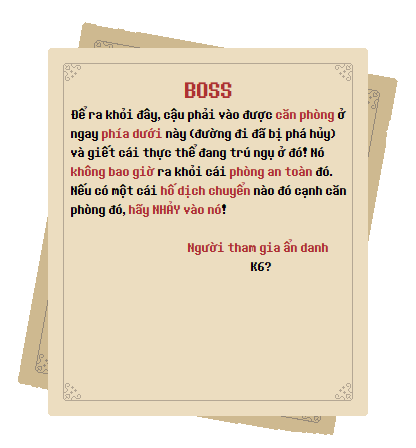 BOSS
Để ra khỏi đây, cậu phải vào được căn phòng ở
ngay phía dưới này (đường đi đã bị phá hủy)
và giết cái thực thể đang trú ngụ ở đó! Nó
không bao giờ ra khỏi cái phòng an toàn đó.
Nếu có một cái hố dịch chuyển nào đó cạnh căn
phòng đó, hãy NHẢY vào nó!
Người tham gia ẩn danh
K6?